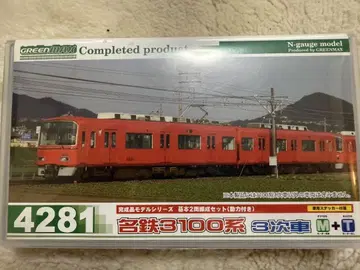 GREENMAX
Completed product
N-gauge model
Produced by GREENMAX
4281
完成品モデルシリーズ 基本2両編成セット(動力付き)
名鉄3100系 3次車
M+T